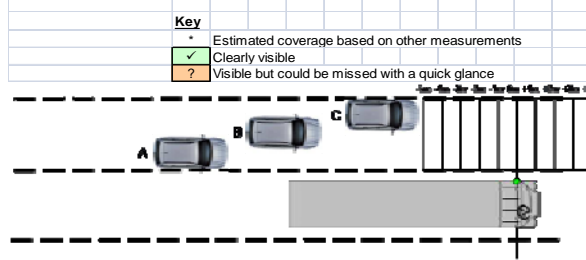 Key
* Estimated coverage based on other measurements
✓ Clearly visible
? Visible but could be missed with a quick glance
C
B
A